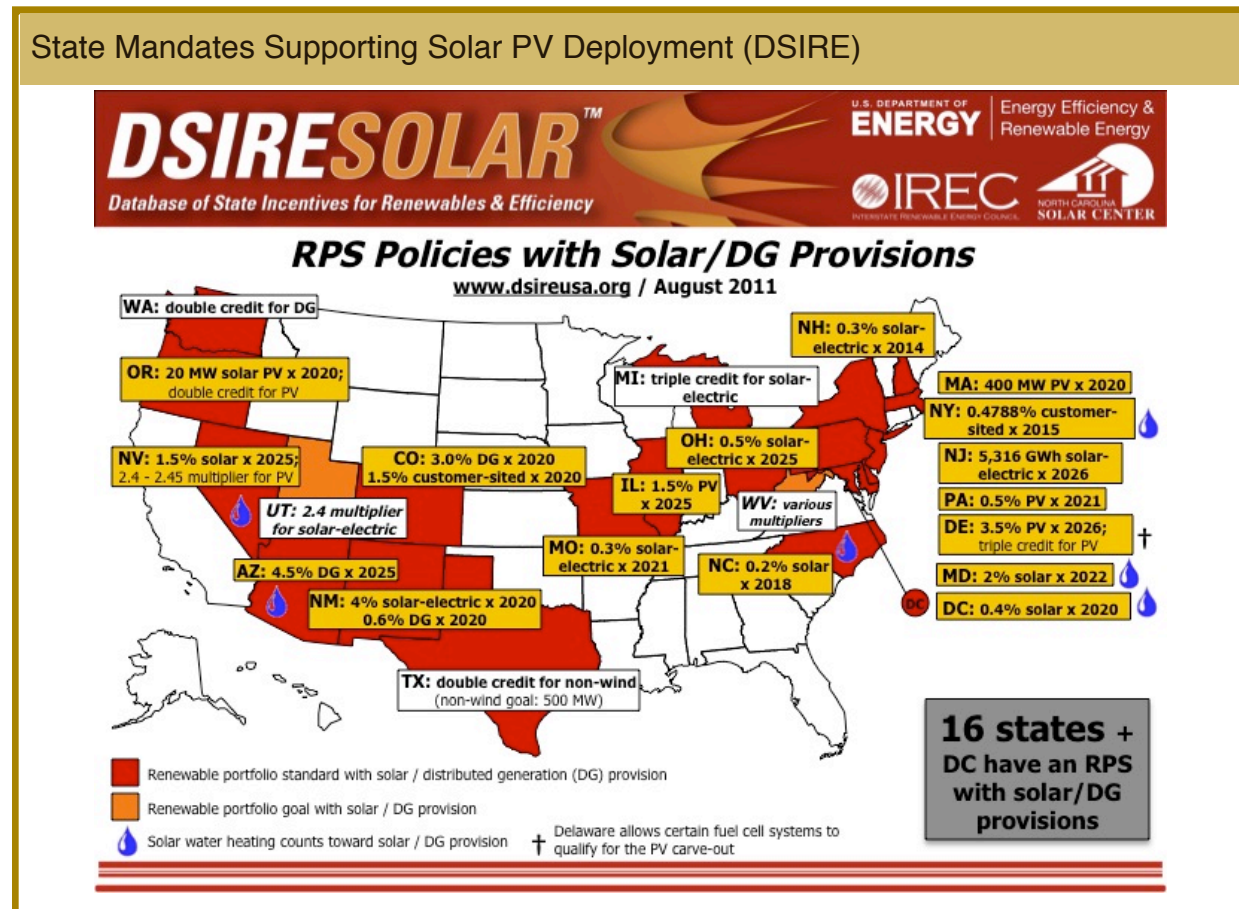 State Mandates Supporting Solar PV Deployment (DSIRE)
DSIRESOLAR™
Database of State Incentives for Renewables & Efficiency
U.S. DEPARTMENT OF
ENERGY
Energy Efficiency &
Renewable Energy
IREC
INTERSTATE RENEWABLE ENERGY COUNCIL
NORTH CAROLINA
SOLAR CENTER
RPS Policies with Solar/DG Provisions
www.dsireusa.org / August 2011
WA: double credit for DG
OR: 20 MW solar PV x 2020;
double credit for PV
NV: 1.5% solar x 2025;
2.4 - 2.45 multiplier for PV
UT: 2.4 multiplier
for solar-electric
CO: 3.0% DG x 2020
1.5% customer-sited x 2020
AZ: 4.5% DG x 2025
NM: 4% solar-electric x 2020
0.6% DG x 2020
TX: double credit for non-wind
(non-wind goal: 500 MW)
MI: triple credit for solar-
electric
OH: 0.5% solar-
electric x 2025
IL: 1.5% PV
x 2025
WV: various
multipliers
MO: 0.3% solar-
electric x 2021
NC: 0.2% solar
x 2018
NH: 0.3% solar-
electric x 2014
MA: 400 MW PV x 2020
NY: 0.4788% customer-
sited x 2015
NJ: 5,316 GWh solar-
electric x 2026
PA: 0.5% PV x 2021
DE: 3.5% PV x 2026;
triple credit for PV
†
MD: 2% solar x 2022
DC
DC: 0.4% solar x 2020
16 states +
DC have an RPS
with solar/DG
provisions
Renewable portfolio standard with solar / distributed generation (DG) provision
Renewable portfolio goal with solar / DG provision
Solar water heating counts toward solar / DG provision
† Delaware allows certain fuel cell systems to
qualify for the PV carve-out